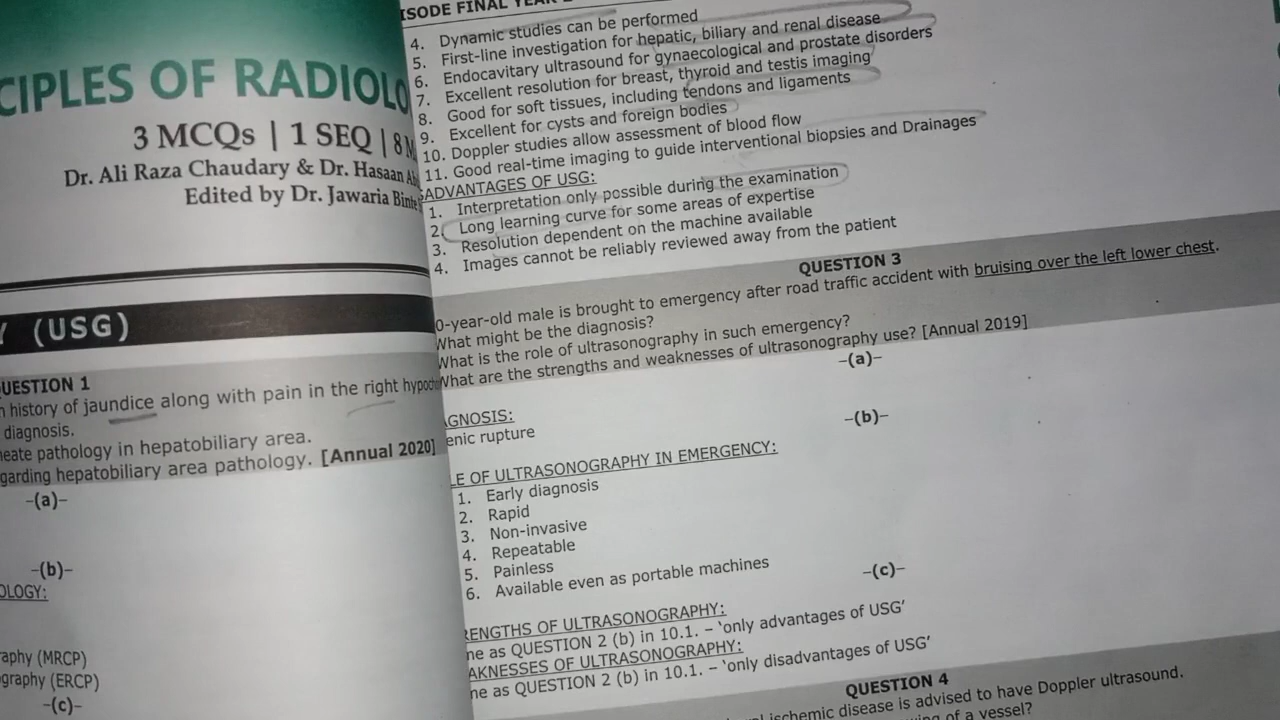 CIPLES OF RADIOLO
3 MCQs | 1 SEQ | 8
Dr. Ali Raza Chaudary & Dr. Hasaan
Edited by Dr. Jawaria
(USG)
UESTION 1
history of jaundice along with pain in the right hypoch
diagnosis.
eate pathology in hepatobiliary area.
garding hepatobiliary area pathology. [Annual 2020]
-(a)-
-(b)-
OLOGY:
raphy (MRCP)
graphy (ERCP)
-(c)-
ISODE FINAL YEAR
4. Dynamic studies can be performed
5. First-line investigation for hepatic, biliary and renal disease
6. Endocavitary ultrasound for gynaecological and prostate disorders
7. Excellent resolution for breast, thyroid and testis imaging
8. Good for soft tissues, including tendons and ligaments
9. Excellent for cysts and foreign bodies
10. Doppler studies allow assessment of blood flow
11. Good real-time imaging to guide interventional biopsies and Drainages
ADVANTAGES OF USG:
1. Interpretation only possible during the examination
2. Long learning curve for some areas of expertise
3. Resolution dependent on the machine available
4. Images cannot be reliably reviewed away from the patient
QUESTION 3
0-year-old male is brought to emergency after road traffic accident with bruising over the left lower chest.
What might be the diagnosis?
What is the role of ultrasonography in such emergency?
What are the strengths and weaknesses of ultrasonography use? [Annual 2019]
-(a)-
AGNOSIS:
enic rupture
-(b)-
LE OF ULTRASONOGRAPHY IN EMERGENCY:
1. Early diagnosis
2. Rapid
3. Non-invasive
4. Repeatable
5. Painless
6. Available even as portable machines
-(c)-
RENGTHS OF ULTRASONOGRAPHY:
me as QUESTION 2 (b) in 10.1. – 'only advantages of USG'
AKNESSES OF ULTRASONOGRAPHY:
me as QUESTION 2 (b) in 10.1. – 'only disadvantages of USG'
QUESTION 4
ischemic disease is advised to have Doppler ultrasound.
of a vessel?